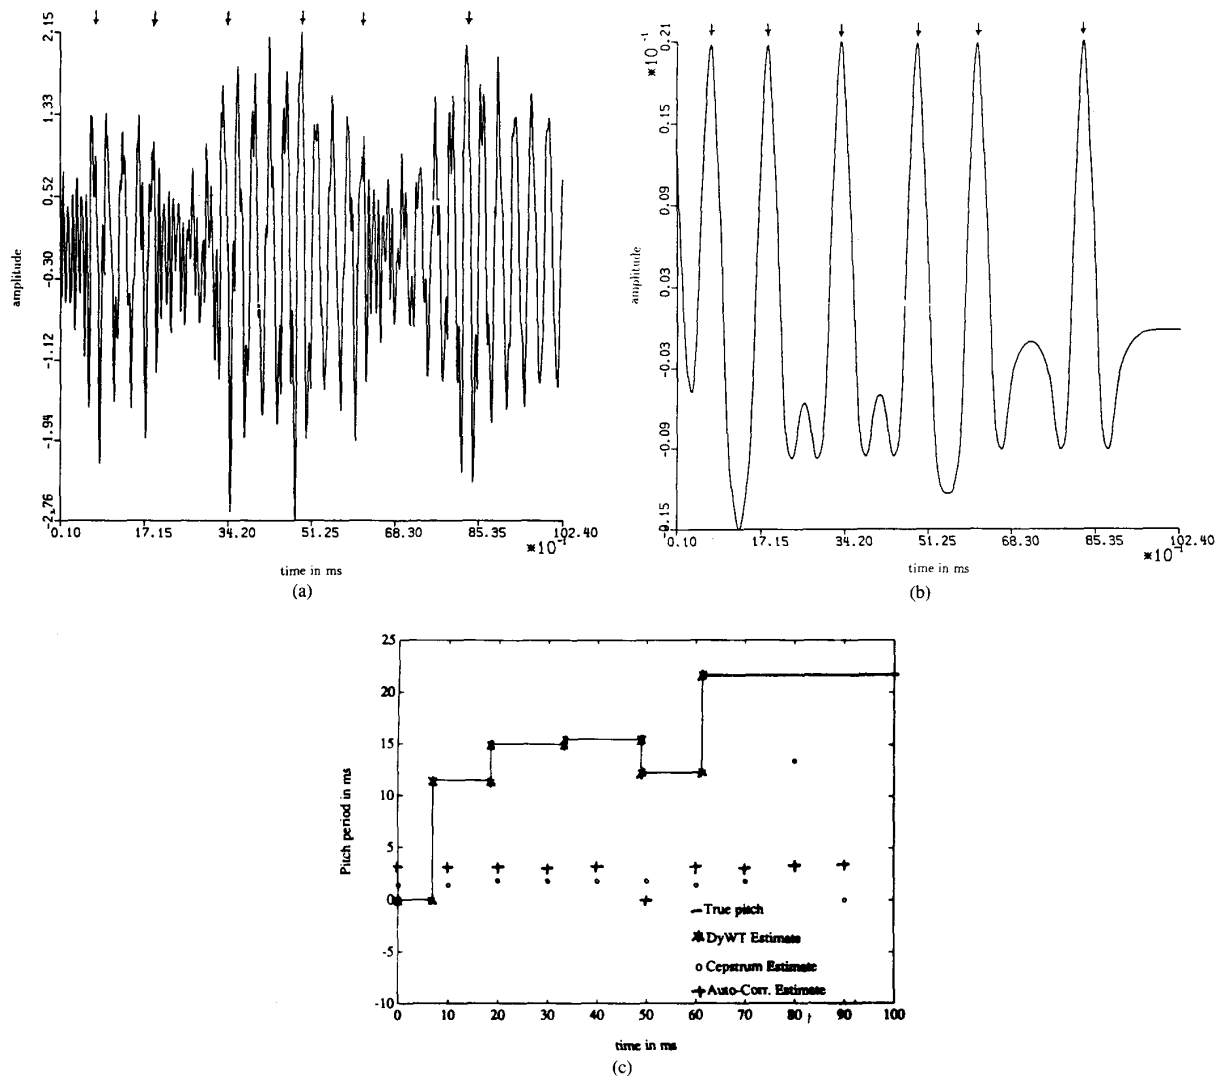 2.15
1.33
0.52
-0.30
-1.12
-1.94
-2.76
amplitude
0.10 17.15 34.20 51.25 68.30 85.35 102.40
*10⁻¹
time in ms
(a)
*10⁻¹
0.21
0.15
0.09
0.03
-0.03
-0.09
-0.15
amplitude
0.10 17.15 34.20 51.25 68.30 85.35 102.40
*10⁻¹
time in ms
(b)
25
20
15
10
5
0
-5
-10
Pitch period in ms
True pitch
DyWT Estimate
Cepstrum Estimate
Auto-Corr. Estimate
0 10 20 30 40 50 60 70 80 90 100
time in ms
(c)